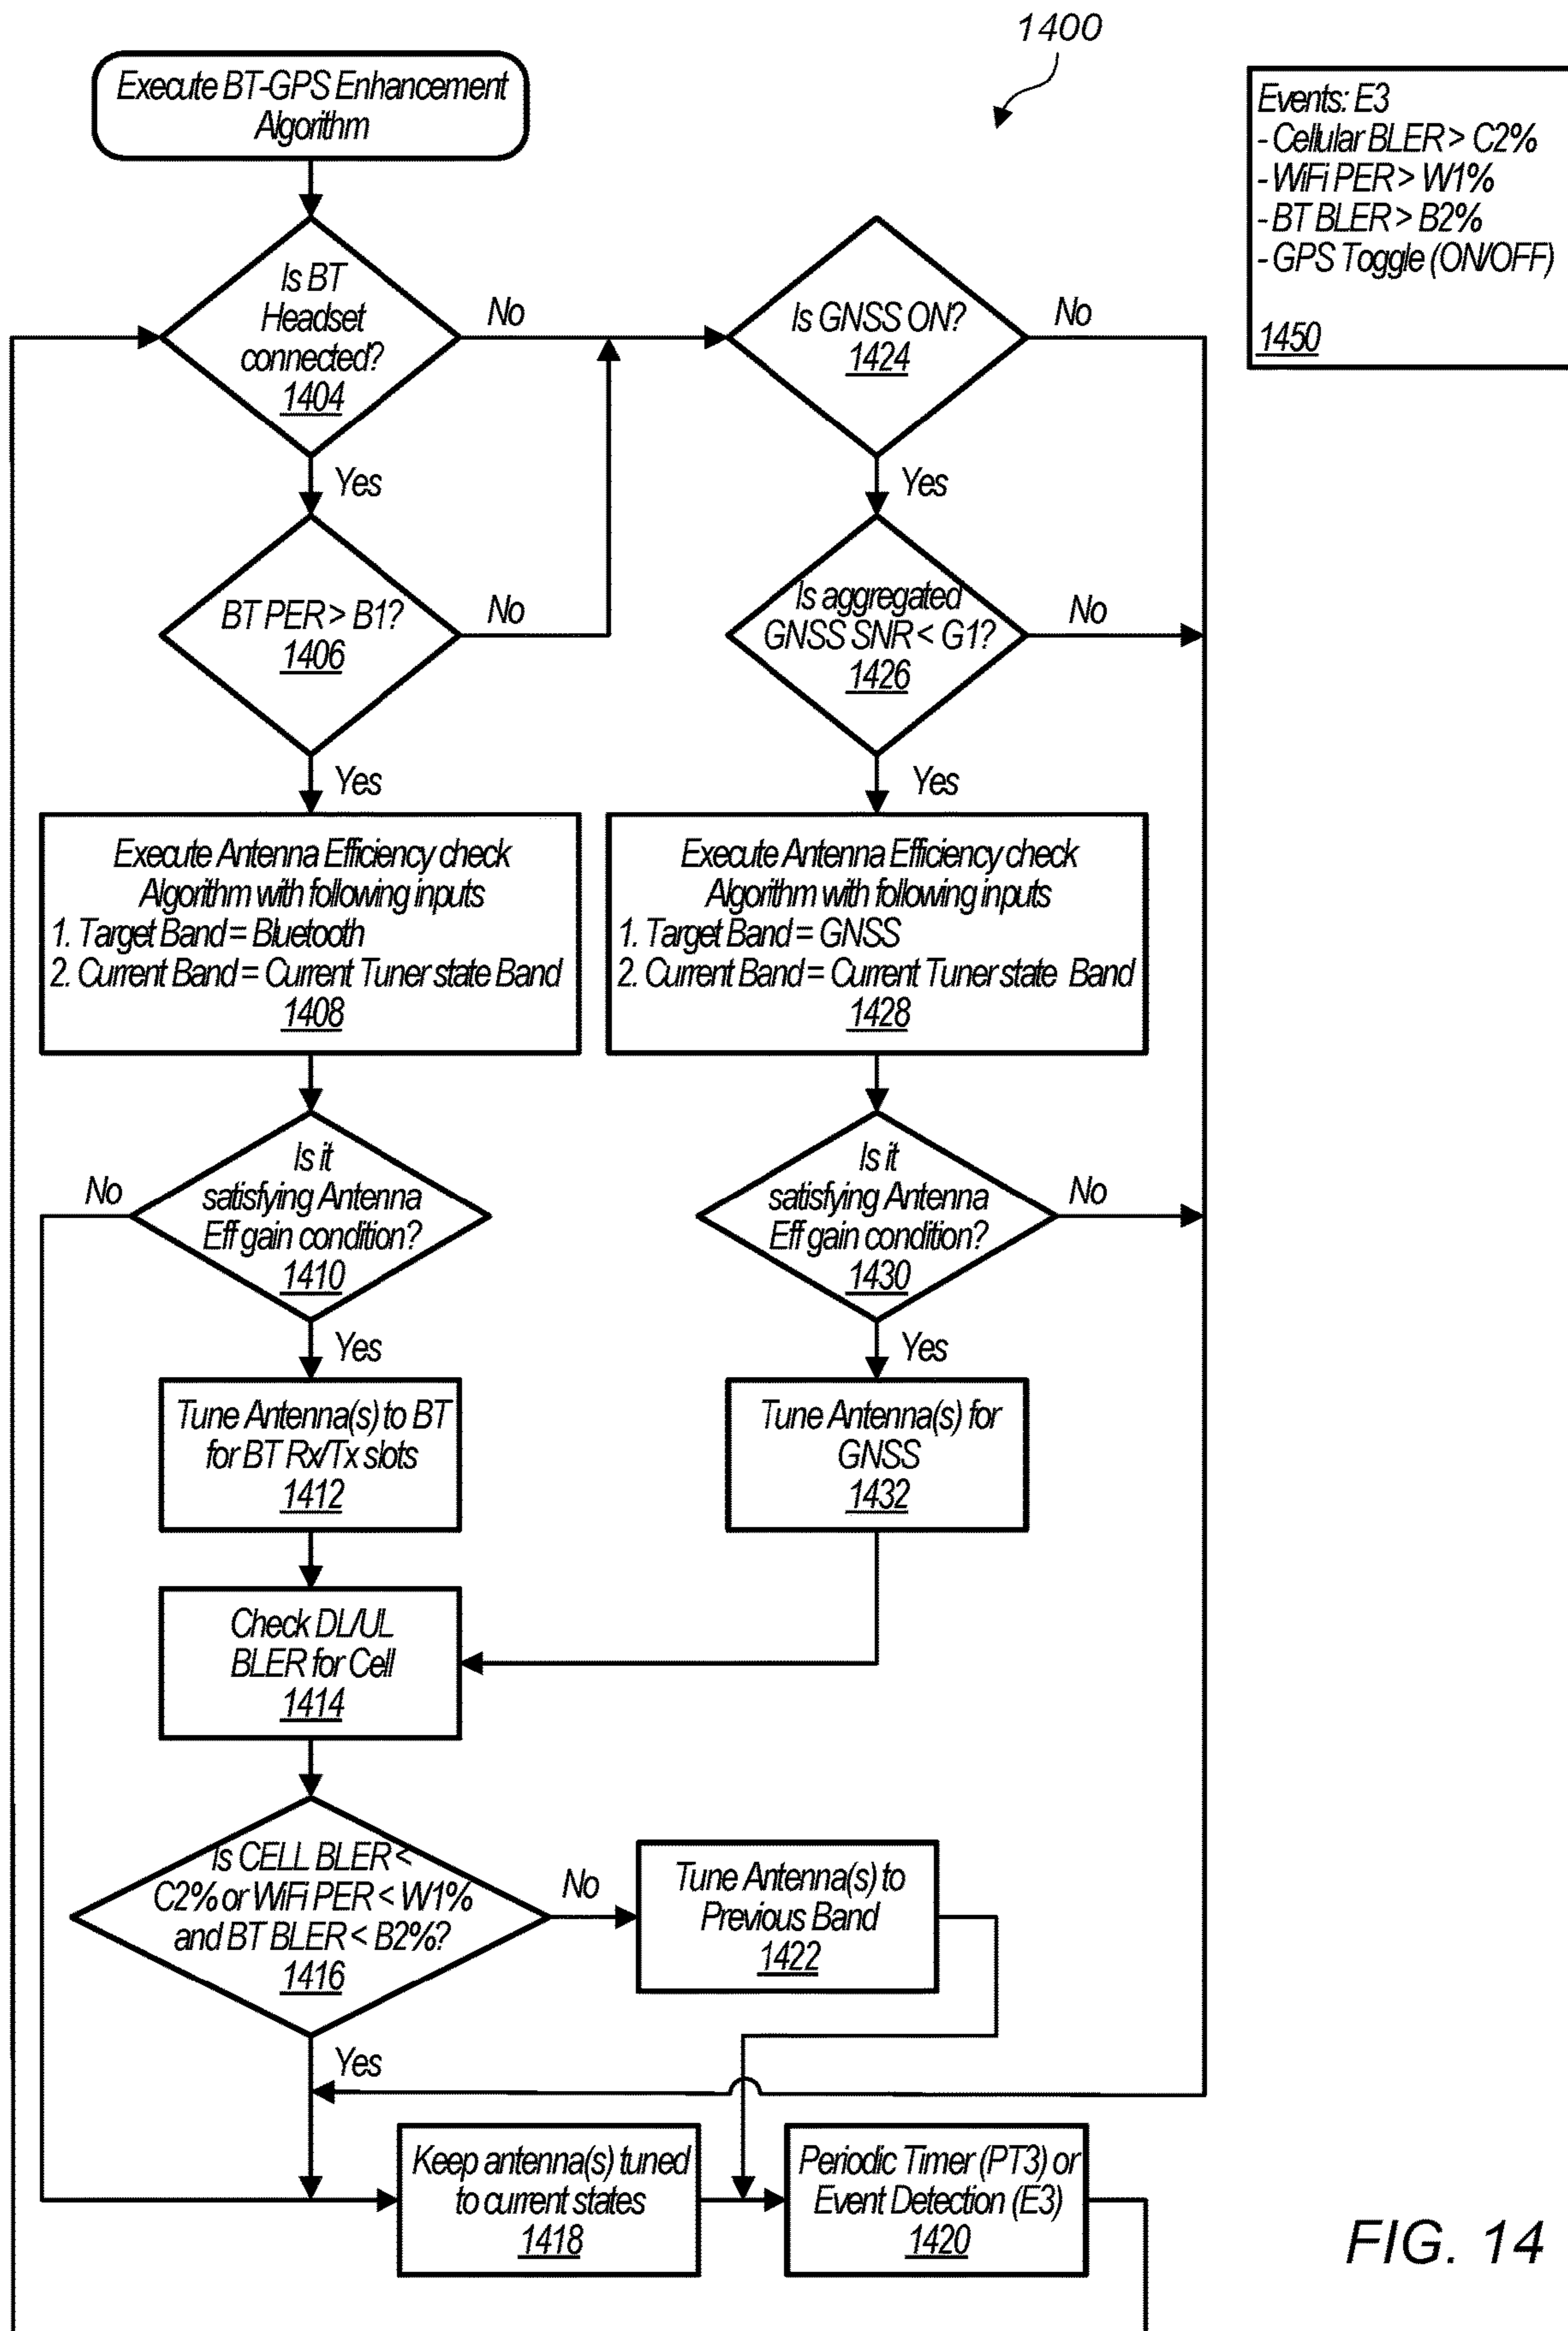 1400
Execute BT-GPS Enhancement
Algorithm
Events: E3
- Cellular BLER > C2%
- WiFi PER > W1%
- BT BLER > B2%
- GPS Toggle (ON/OFF)
1450
Is BT
Headset
connected?
1404
No
Yes
Is GNSS ON?
1424
No
Yes
BT PER > B1?
1406
No
Yes
Is aggregated
GNSS SNR < G1?
1426
No
Yes
Execute Antenna Efficiency check
Algorithm with following inputs
1. Target Band = Bluetooth
2. Current Band = Current Tuner state Band
1408
Execute Antenna Efficiency check
Algorithm with following inputs
1. Target Band = GNSS
2. Current Band = Current Tuner state Band
1428
Is it
satisfying Antenna
Eff gain condition?
1410
No
Yes
Is it
satisfying Antenna
Eff gain condition?
1430
No
Yes
Tune Antenna(s) to BT
for BT Rx/Tx slots
1412
Tune Antenna(s) for
GNSS
1432
Check DL/UL
BLER for Cell
1414
Is CELL BLER <
C2% or WiFi PER < W1%
and BT BLER < B2%?
1416
No
Yes
Tune Antenna(s) to
Previous Band
1422
Keep antenna(s) tuned
to current states
1418
Periodic Timer (PT3) or
Event Detection (E3)
1420
FIG. 14